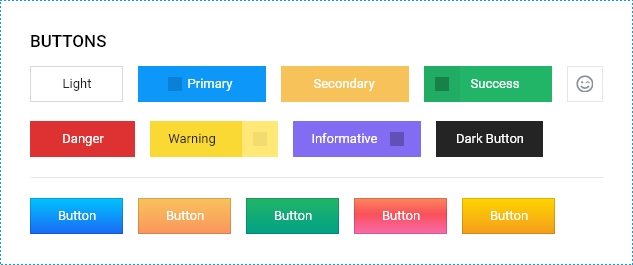 BUTTONS
Light Primary Secondary Success
Danger Warning Informative Dark Button
Button Button Button Button Button